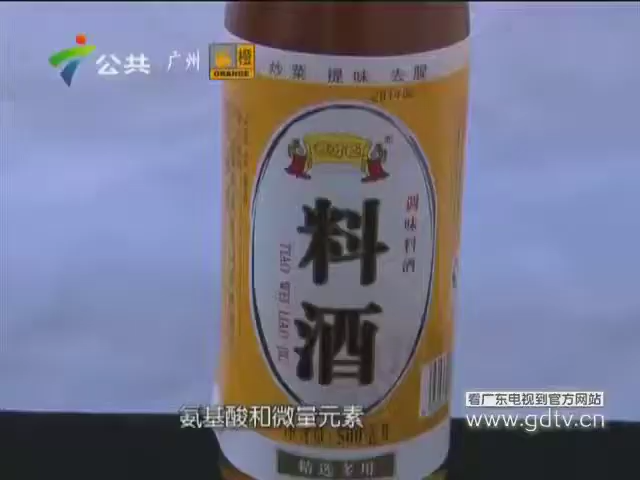 公共 广州 橙
ORANGE
炒菜 提味 去腥
料酒
调味料酒
TIAO WEI LIAO JIU
氨基酸和微量元素
看广东电视到官方网站
www.gdtv.cn
精选多用